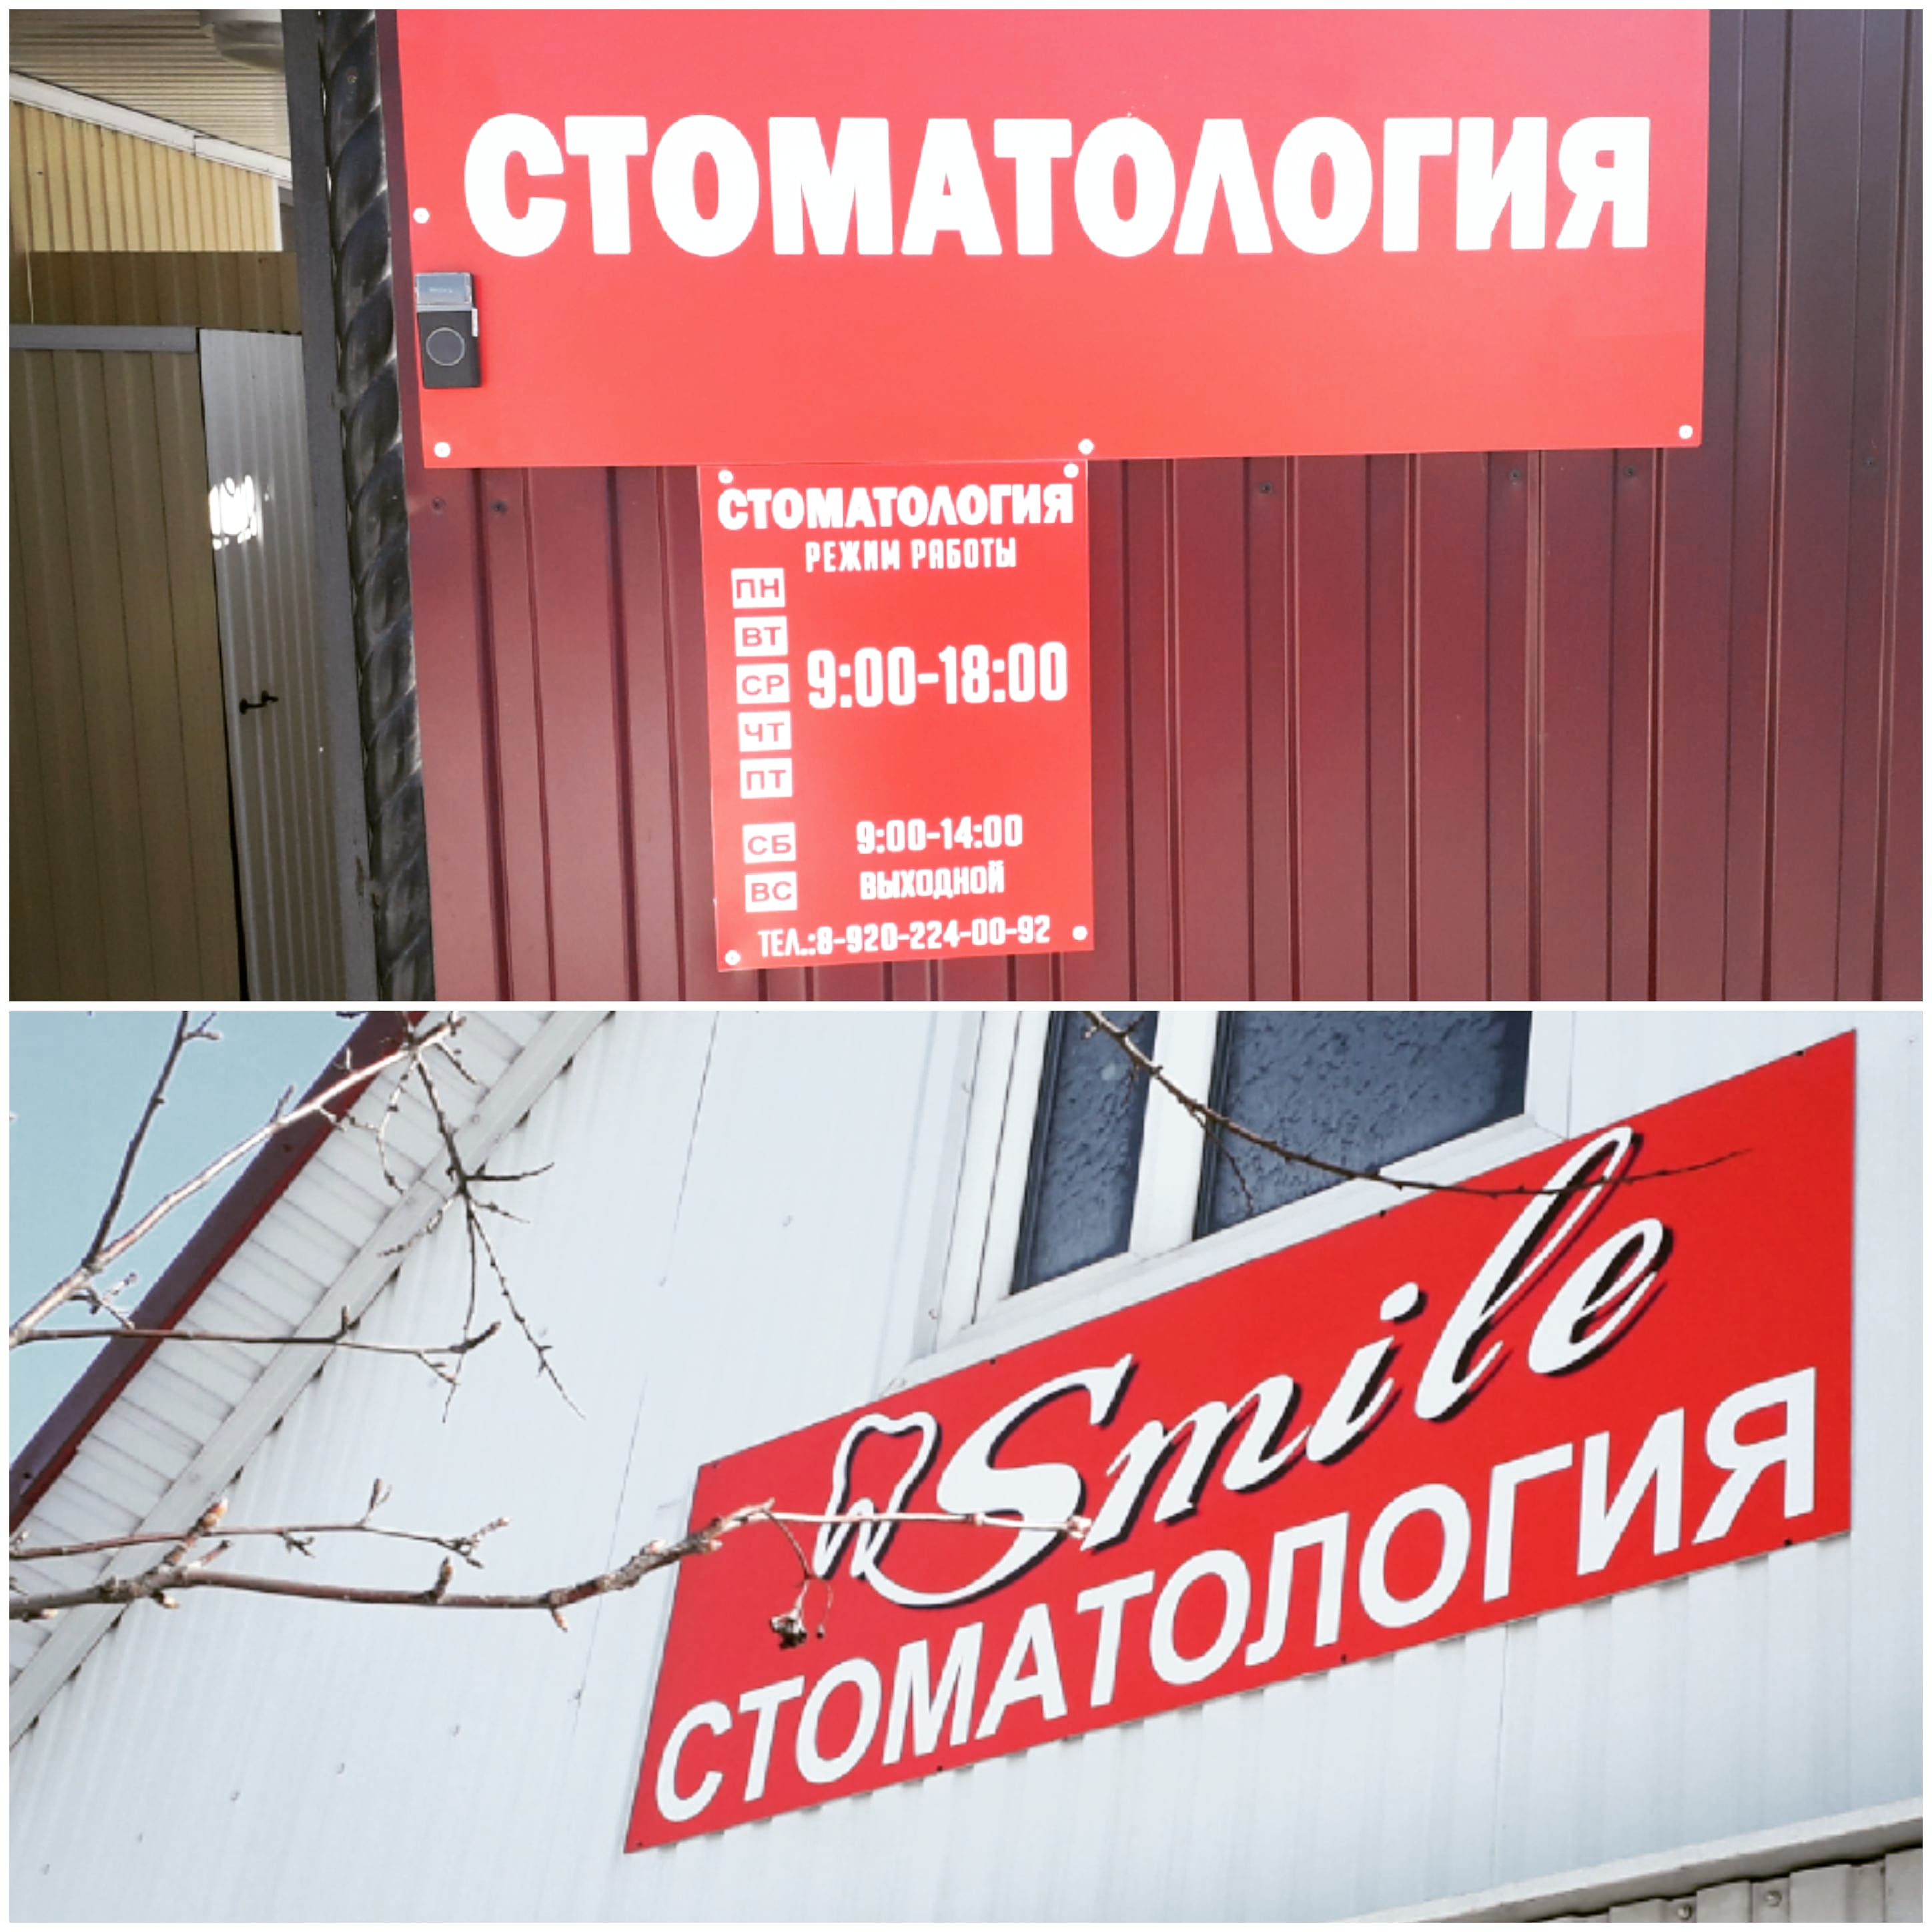 СТОМАТОЛОГИЯ
СТОМАТОЛОГИЯ
РЕЖИМ РАБОТЫ
ПН
ВТ
СР 9:00-18:00
ЧТ
ПТ
СБ 9:00-14:00
ВС ВЫХОДНОЙ
ТЕЛ.:8-920-224-00-92
Smile
СТОМАТОЛОГИЯ